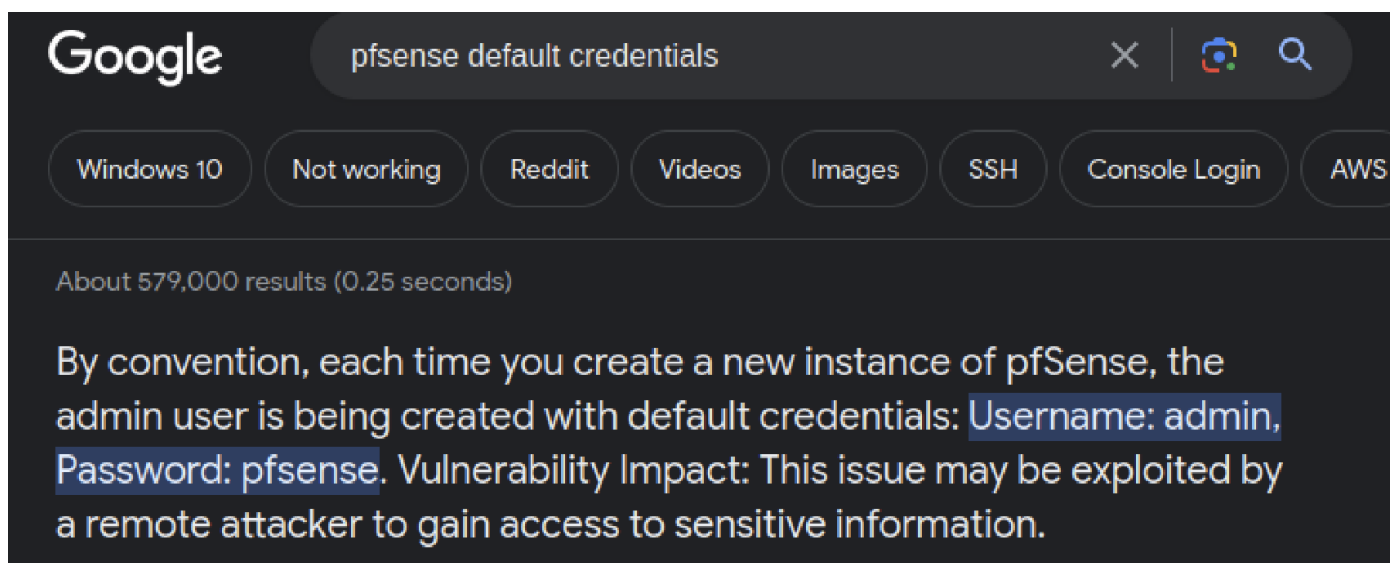 Google
pfsense default credentials
Windows 10
Not working
Reddit
Videos
Images
SSH
Console Login
AWS
About 579,000 results (0.25 seconds)
By convention, each time you create a new instance of pfSense, the
admin user is being created with default credentials: Username: admin,
Password: pfsense. Vulnerability Impact: This issue may be exploited by
a remote attacker to gain access to sensitive information.